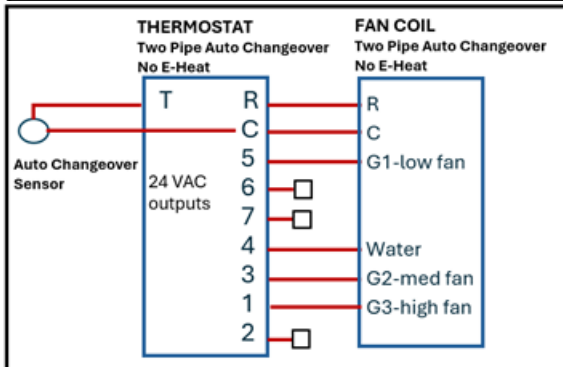 THERMOSTAT
Two Pipe Auto Changeover
No E-Heat
FAN COIL
Two Pipe Auto Changeover
No E-Heat
T
R
R
C
C
Auto Changeover
Sensor
5
G1-low fan
24 VAC
outputs
6
7
4
Water
3
G2-med fan
1
G3-high fan
2